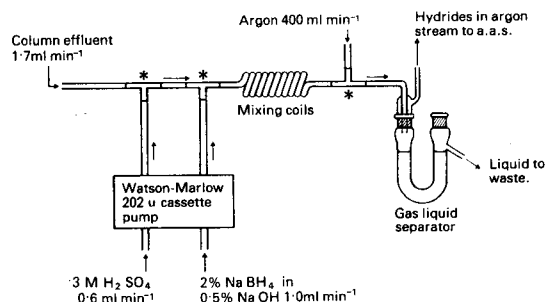 Argon 400 ml min⁻¹
Hydrides in argon
stream to a.a.s.
Column effluent
1·7ml min⁻¹
*
*
*
Mixing coils
Watson-Marlow
202 u cassette
pump
Liquid to
waste.
Gas liquid
separator
·3 M H₂ SO₄
0·6 ml min⁻¹
2% Na BH₄ in
0·5% Na OH 1·0ml min⁻¹